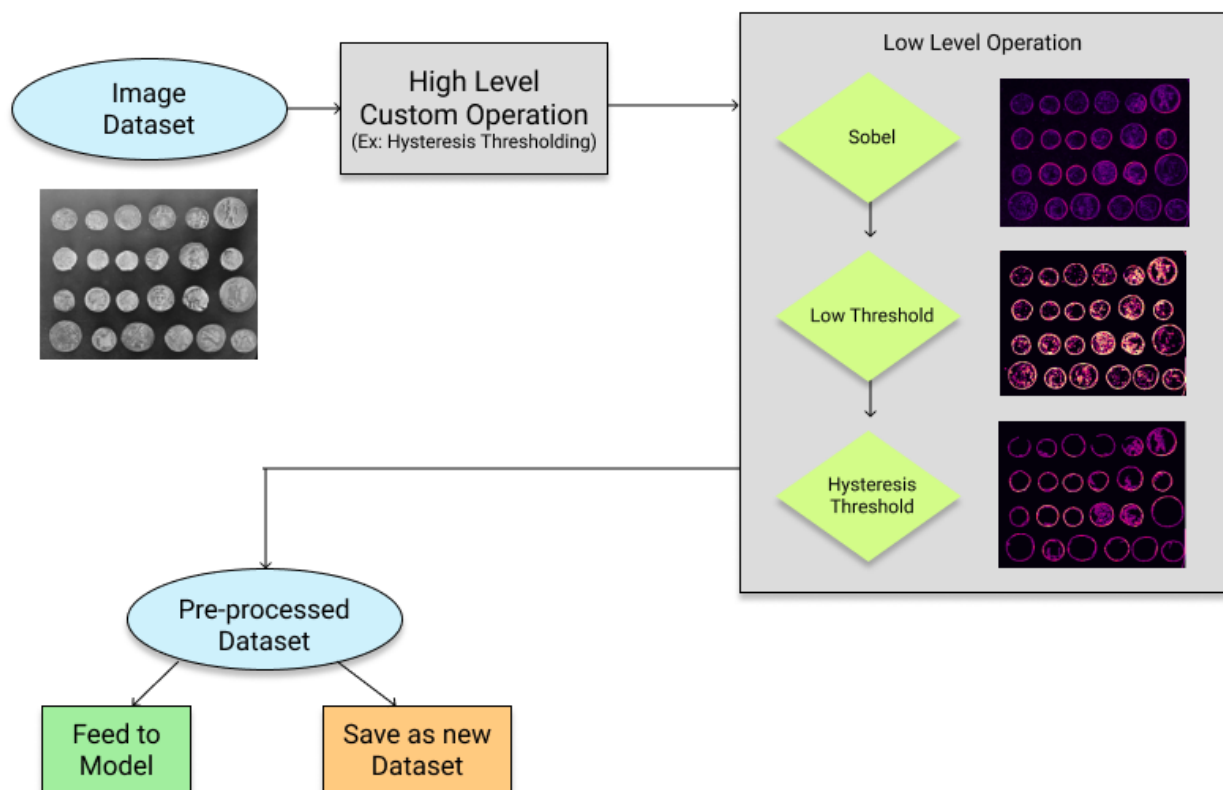 Image
Dataset
High Level
Custom Operation
(Ex: Hysteresis Thresholding)
Low Level Operation
Sobel
Low Threshold
Hysteresis
Threshold
Pre-processed
Dataset
Feed to
Model
Save as new
Dataset